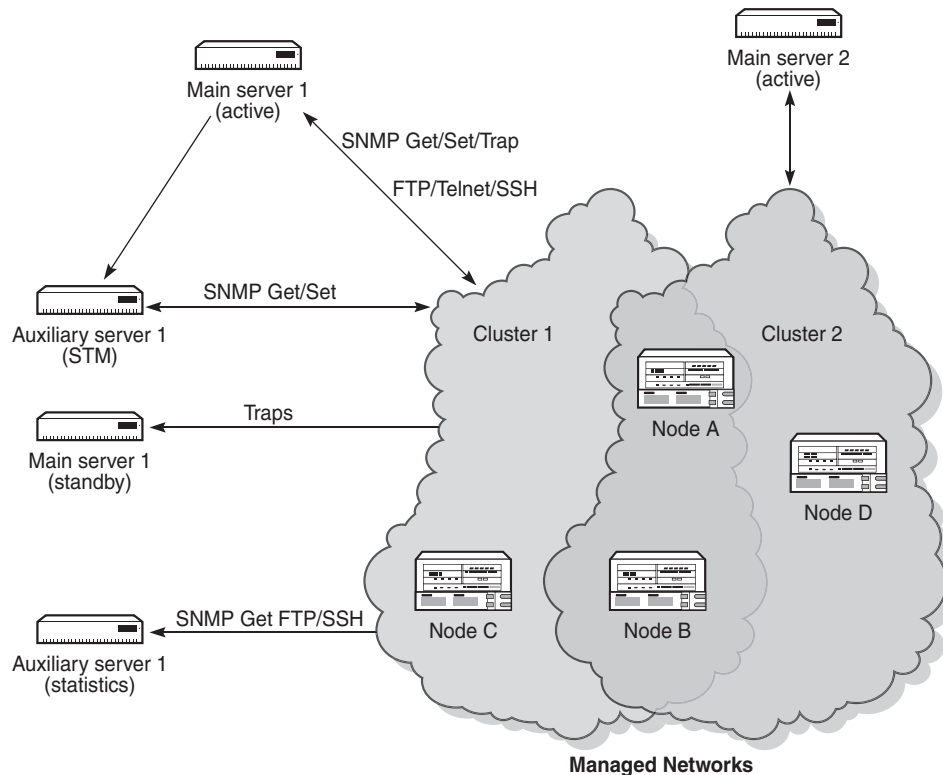 Main server 1
(active)
Main server 2
(active)
SNMP Get/Set/Trap
FTP/Telnet/SSH
SNMP Get/Set
Auxiliary server 1
(STM)
Cluster 1
Cluster 2
Traps
Node A
Main server 1
(standby)
Node D
SNMP Get FTP/SSH
Node C
Node B
Auxiliary server 1
(statistics)
Managed Networks